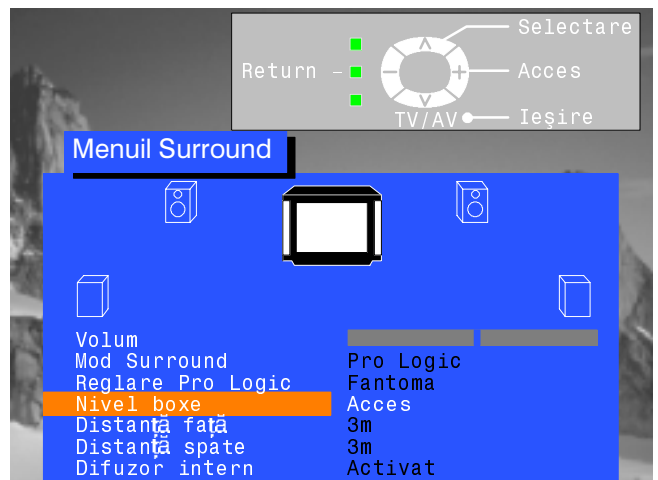 Selectare
Return – Acces
TV/AV Ieşire
Menuil Surround
Volum
Mod Surround Pro Logic
Reglare Pro Logic Fantoma
Nivel boxe Acces
Distanţă faţă 3m
Distanţă spate 3m
Difuzor intern Activat